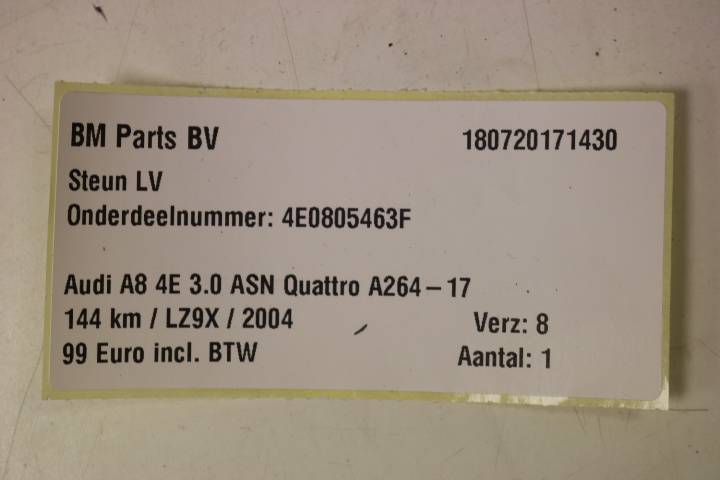 BM Parts BV 180720171430
Steun LV
Onderdeelnummer: 4E0805463F
Audi A8 4E 3.0 ASN Quattro A264-17
144 km / LZ9X / 2004 Verz: 8
99 Euro incl. BTW Aantal: 1